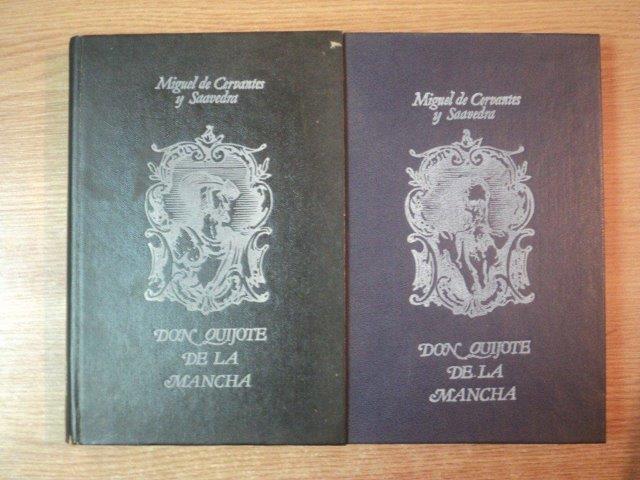 Miguel de Cervantes
y Saavedra
DON QUIJOTE
DE LA
MANCHA
Miguel de Cervantes
y Saavedra
DON QUIJOTE
DE LA
MANCHA